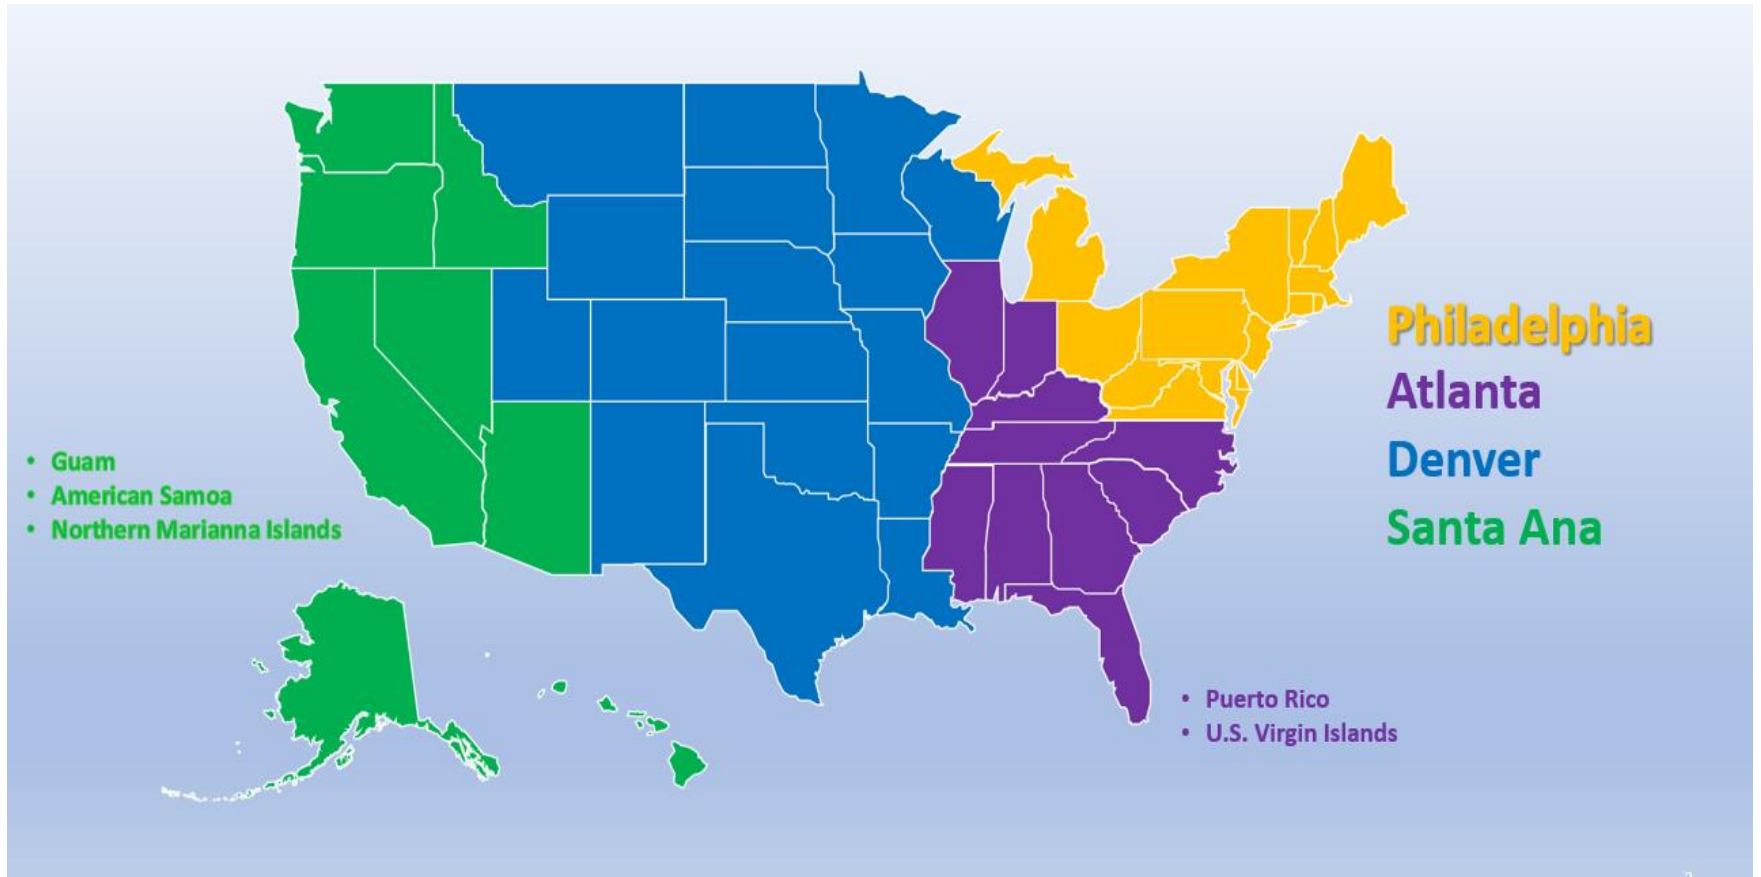 Philadelphia
Atlanta
Denver
Santa Ana
• Guam
• American Samoa
• Northern Marianna Islands
• Puerto Rico
• U.S. Virgin Islands